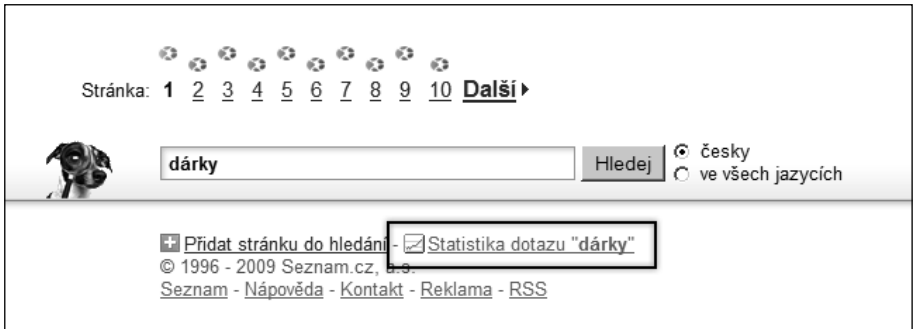 Stránka: 1 2 3 4 5 6 7 8 9 10 Další
dárky Hledej česky
ve všech jazycích
Přidat stránku do hledání - Statistika dotazu "dárky"
© 1996 - 2009 Seznam.cz, a.s.
Seznam - Nápověda - Kontakt - Reklama - RSS